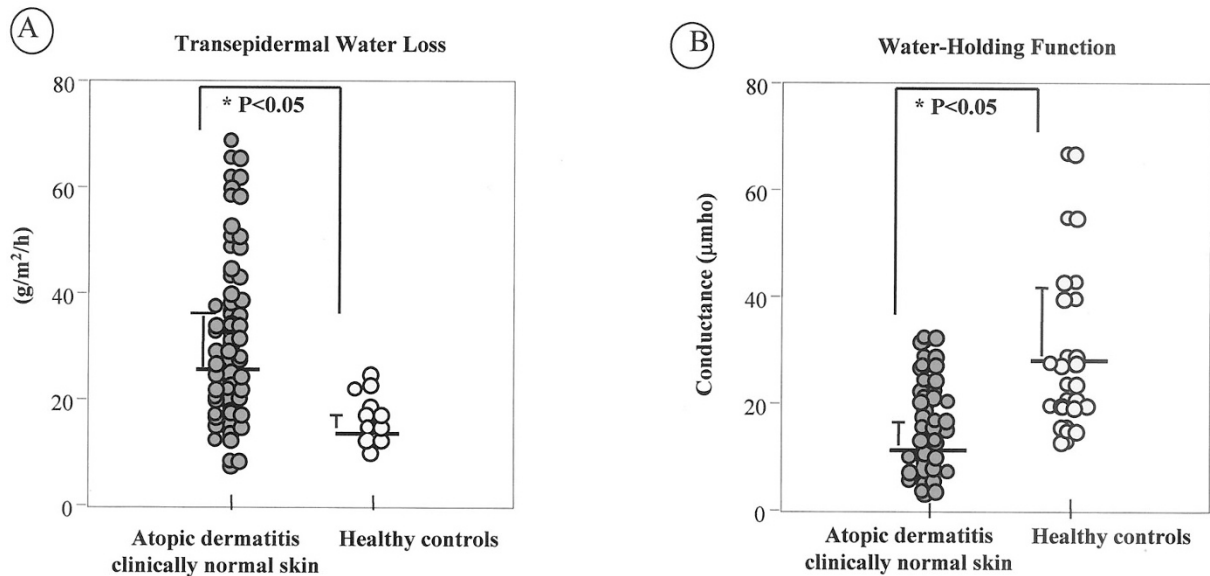 A
Transepidermal Water Loss
80
* P<0.05
60
(g/m²/h)
40
20
0
Atopic dermatitis
clinically normal skin
Healthy controls
B
Water-Holding Function
80
* P<0.05
60
Conductance (μmho)
40
20
0
Atopic dermatitis
clinically normal skin
Healthy controls